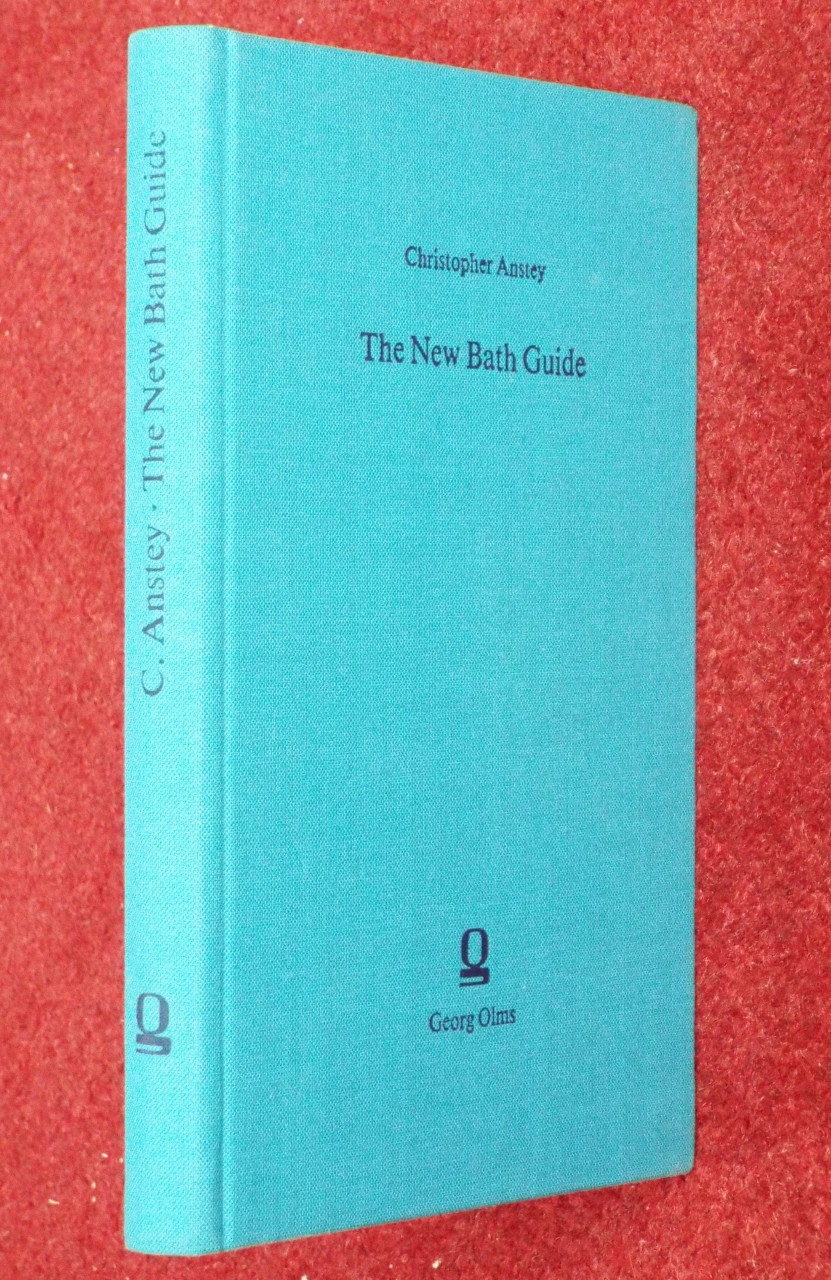 C. Anstey · The New Bath Guide
Christopher Anstey
The New Bath Guide
Georg Olms